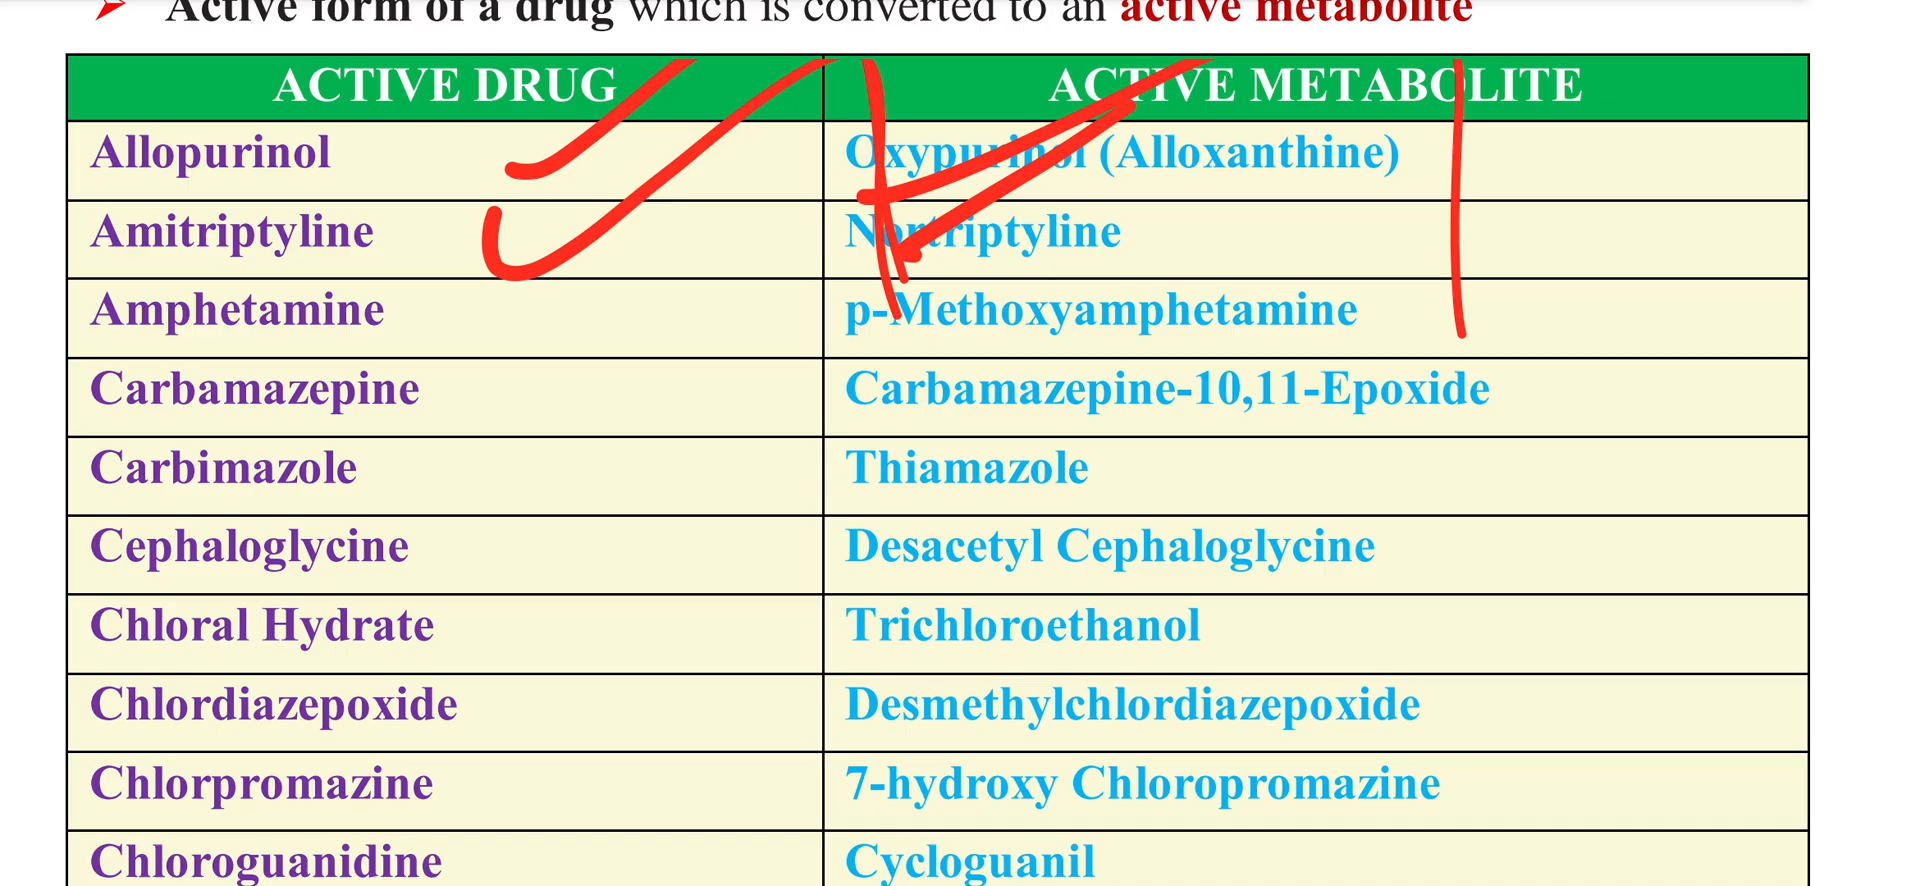 Active form of a drug which is converted to an active metabolite
ACTIVE DRUG ACTIVE METABOLITE
Allopurinol Oxypurinol (Alloxanthine)
Amitriptyline Nortriptyline
Amphetamine p-Methoxyamphetamine
Carbamazepine Carbamazepine-10,11-Epoxide
Carbimazole Thiamazole
Cephaloglycine Desacetyl Cephaloglycine
Chloral Hydrate Trichloroethanol
Chlordiazepoxide Desmethylchlordiazepoxide
Chlorpromazine 7-hydroxy Chloropromazine
Chloroguanidine Cycloguanil